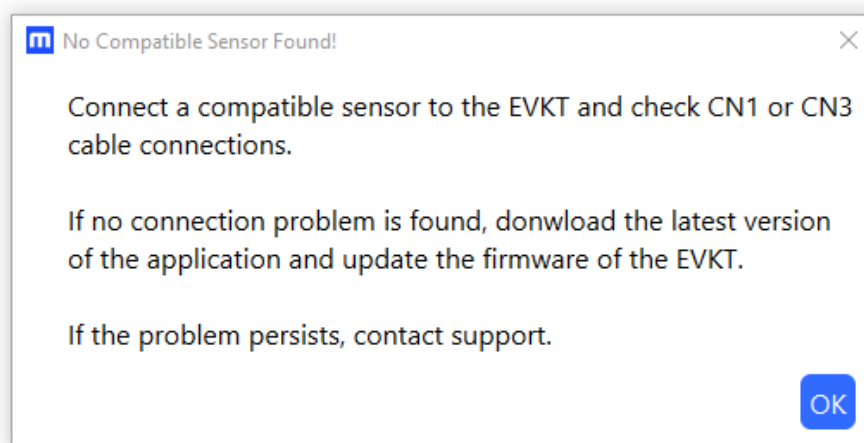 m No Compatible Sensor Found!
Connect a compatible sensor to the EVKT and check CN1 or CN3
cable connections.
If no connection problem is found, donwload the latest version
of the application and update the firmware of the EVKT.
If the problem persists, contact support.
OK